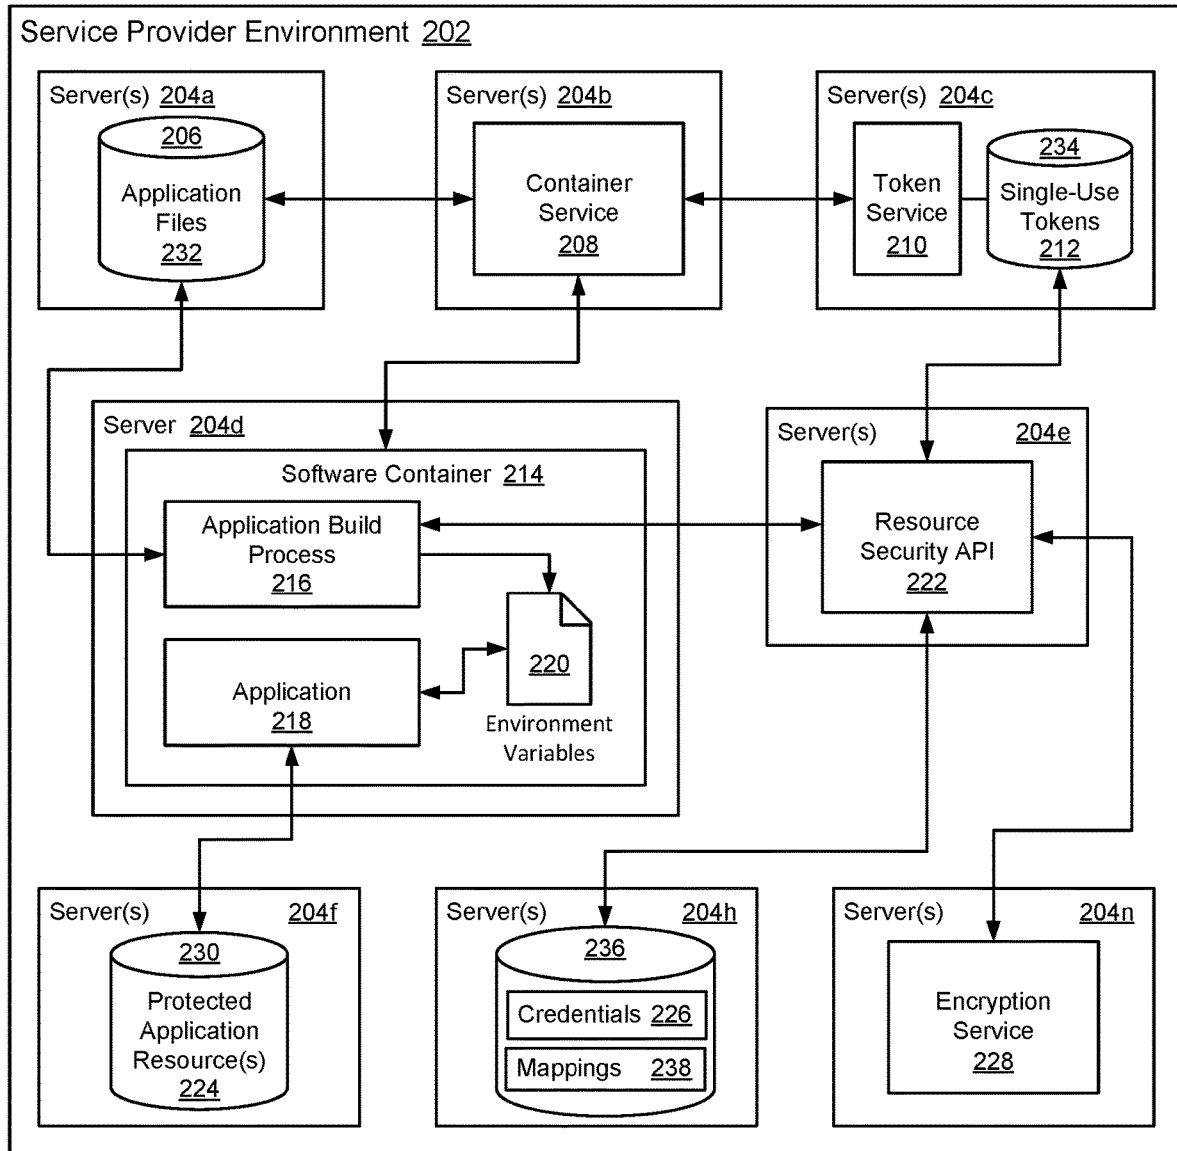 Service Provider Environment 202
Server(s) 204a
206
Application
Files
232
Server(s) 204b
Container
Service
208
Server(s) 204c
Token
Service
210
234
Single-Use
Tokens
212
Server 204d
Software Container 214
Application Build
Process
216
Application
218
220
Environment
Variables
Server(s) 204e
Resource
Security API
222
Server(s) 204f
230
Protected
Application
Resource(s)
224
Server(s) 204h
236
Credentials 226
Mappings 238
Server(s) 204n
Encryption
Service
228